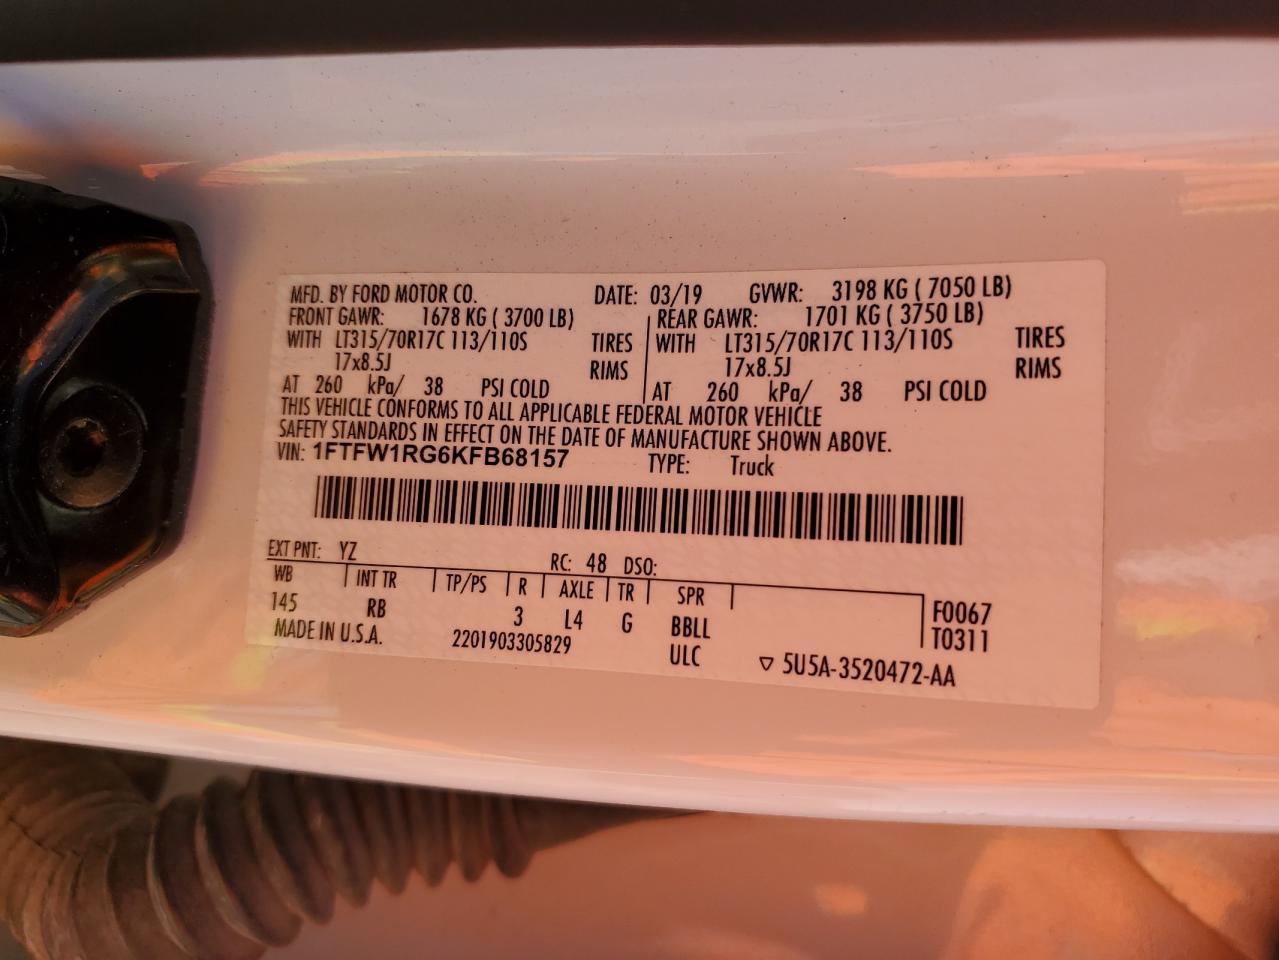 MFD. BY FORD MOTOR CO. DATE: 03/19 GVWR: 3198 KG ( 7050 LB)
FRONT GAWR: 1678 KG ( 3700 LB) REAR GAWR: 1701 KG ( 3750 LB)
WITH LT315/70R17C 113/110S TIRES WITH LT315/70R17C 113/110S TIRES
17x8.5J RIMS 17x8.5J RIMS
AT 260 kPa/ 38 PSI COLD AT 260 kPa/ 38 PSI COLD
THIS VEHICLE CONFORMS TO ALL APPLICABLE FEDERAL MOTOR VEHICLE
SAFETY STANDARDS IN EFFECT ON THE DATE OF MANUFACTURE SHOWN ABOVE.
VIN: 1FTFW1RG6KFB68157 TYPE: Truck
EXT PNT: YZ RC: 48 DSO:
WB INT TR TP/PS R AXLE TR SPR
145 RB 3 L4 G BBLL F0067
MADE IN U.S.A. 2201903305829 ULC T0311
▽ 5U5A-3520472-AA